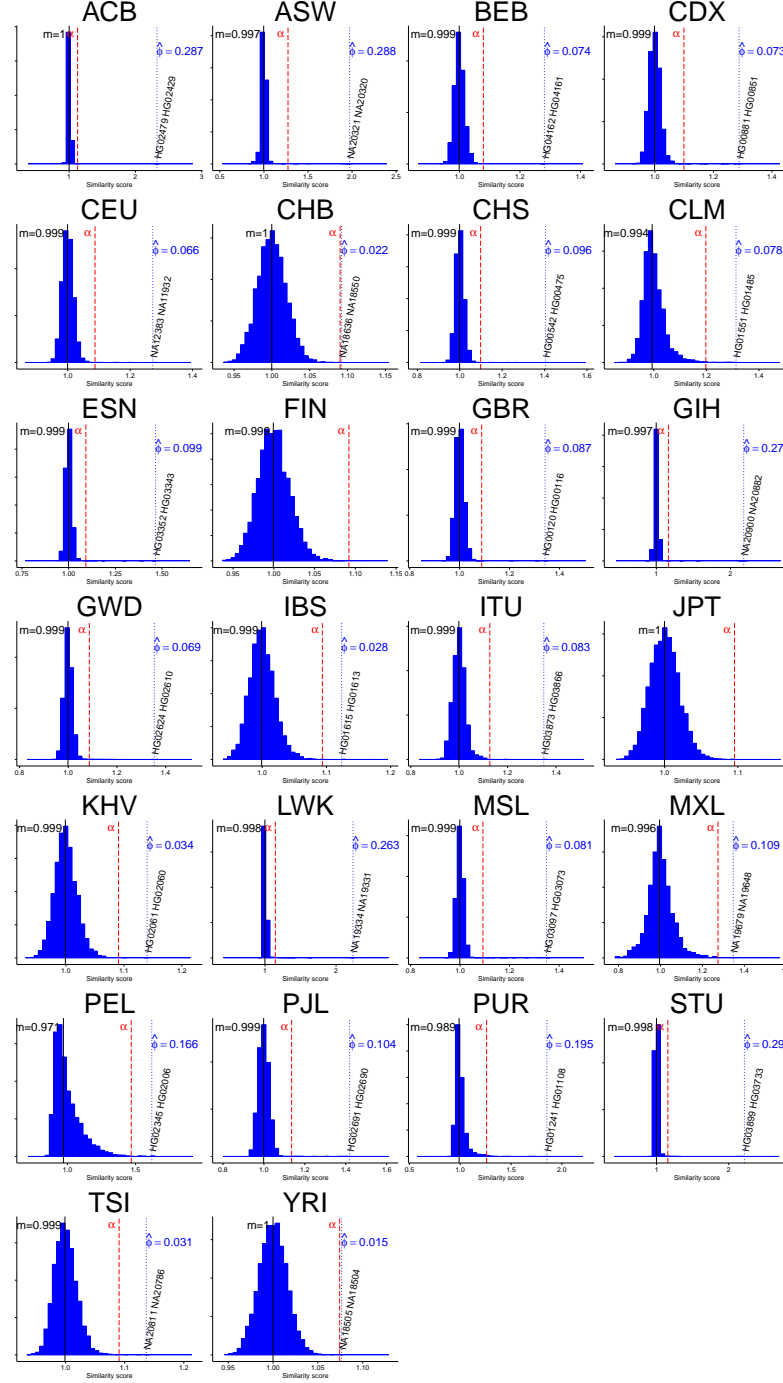 ACB
m=1
α
φ̂ = 0.287
HG02479 HG02429
1 2 3
Similarity score
ASW
m=0.997
α
φ̂ = 0.288
NA20321 NA20320
0.5 1.0 1.5 2.0 2.5
Similarity score
BEB
m=0.999
α
φ̂ = 0.074
HG04162 HG04161
1.0 1.2 1.4
Similarity score
CDX
m=0.999
α
φ̂ = 0.073
HG00881 HG00851
1.0 1.2 1.4
Similarity score
CEU
m=0.999
α
φ̂ = 0.066
NA12383 NA11932
1.0 1.2 1.4
Similarity score
CHB
m=1
α
φ̂ = 0.022
NA18636 NA18550
0.95 1.00 1.05 1.10 1.15
Similarity score
CHS
m=0.999
α
φ̂ = 0.096
HG00542 HG00475
0.8 1.0 1.2 1.4 1.6
Similarity score
CLM
m=0.994
α
φ̂ = 0.078
HG01551 HG01485
1.0 1.2 1.4
Similarity score
ESN
m=0.999
α
φ̂ = 0.099
HG03352 HG03343
0.75 1.00 1.25 1.50
Similarity score
FIN
α
0.95 1.00 1.05 1.10 1.15
Similarity score
GBR
m=0.999
α
φ̂ = 0.087
HG00120 HG00116
0.8 1.0 1.2 1.4
Similarity score
GIH
m=0.997
α
φ̂ = 0.27
NA20900 NA20882
1 2
Similarity score
GWD
m=0.999
α
φ̂ = 0.069
HG02624 HG02610
0.8 1.0 1.2 1.4
Similarity score
IBS
m=0.999
α
φ̂ = 0.028
HG01615 HG01613
1.0 1.1 1.2
Similarity score
ITU
m=0.999
α
φ̂ = 0.083
HG03873 HG03866
0.8 1.0 1.2 1.4
Similarity score
JPT
m=1
α
1.0 1.1
Similarity score
KHV
m=0.999
α
φ̂ = 0.034
HG02061 HG02060
1.0 1.1 1.2
Similarity score
LWK
m=0.998
α
φ̂ = 0.263
NA19334 NA19331
1 2
Similarity score
MSL
m=0.999
α
φ̂ = 0.081
HG03097 HG03073
0.8 1.0 1.2 1.4
Similarity score
MXL
m=0.996
α
φ̂ = 0.109
NA19679 NA19648
0.8 1.0 1.2 1.4
Similarity score
PEL
m=0.971
α
φ̂ = 0.166
HG02345 HG02006
1.0 1.5
Similarity score
PJL
m=0.999
α
φ̂ = 0.104
HG02691 HG02690
0.8 1.0 1.2 1.4 1.6
Similarity score
PUR
m=0.989
α
φ̂ = 0.195
HG01241 HG01108
0.5 1.0 1.5 2.0
Similarity score
STU
m=0.998
α
φ̂ = 0.29
HG03899 HG03733
1 2
Similarity score
TSI
m=0.999
α
φ̂ = 0.031
NA20811 NA20786
1.0 1.1 1.2
Similarity score
YRI
m=1
α
φ̂ = 0.015
NA18505 NA18504
0.95 1.00 1.05 1.10
Similarity score